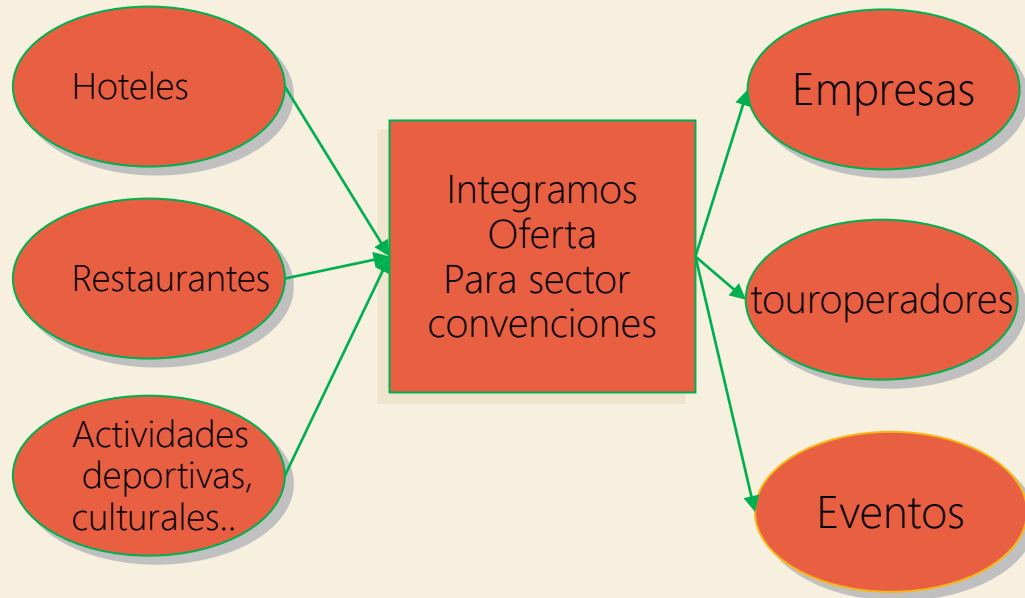 Hoteles
Restaurantes
Actividades
deportivas,
culturales..
Integramos
Oferta
Para sector
convenciones
Empresas
touroperadores
Eventos